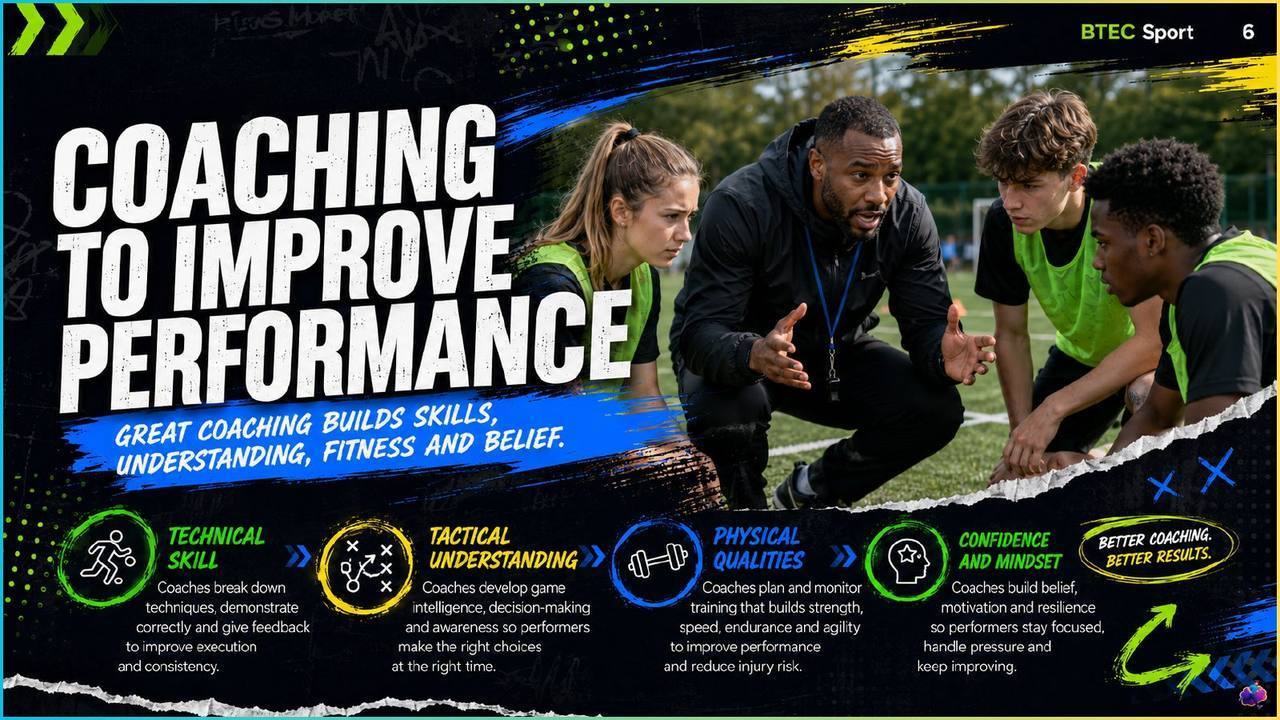 BTEC Sport 6
COACHING
TO IMPROVE
PERFORMANCE
GREAT COACHING BUILDS SKILLS,
UNDERSTANDING, FITNESS AND BELIEF.
TECHNICAL
SKILL
Coaches break down
techniques, demonstrate
correctly and give feedback
to improve execution
and consistency.
TACTICAL
UNDERSTANDING
Coaches develop game
intelligence, decision-making
and awareness so performers
make the right choices
at the right time.
PHYSICAL
QUALITIES
Coaches plan and monitor
training that builds strength,
speed, endurance and agility
to improve performance
and reduce injury risk.
CONFIDENCE
AND MINDSET
Coaches build belief,
motivation and resilience
so performers stay focused,
handle pressure and
keep improving.
BETTER COACHING.
BETTER RESULTS.